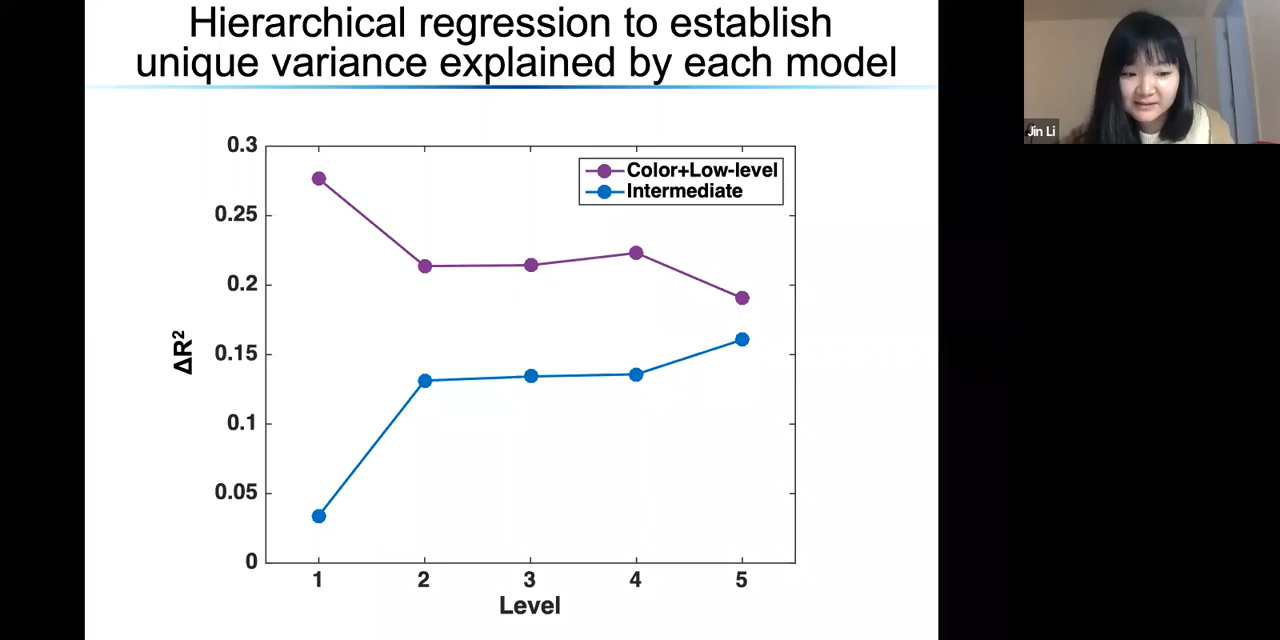 Hierarchical regression to establish
unique variance explained by each model
Jin Li
0.3
0.25
0.2
0.15
0.1
0.05
0
ΔR²
Color+Low-level
Intermediate
1 2 3 4 5
Level